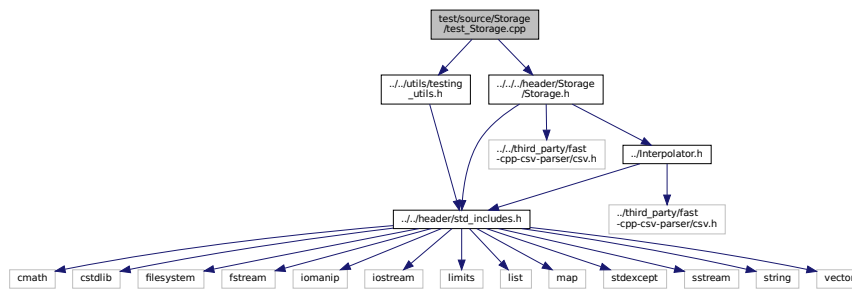 test/source/Storage
/test_Storage.cpp
../../utils/testing
_utils.h
../../../header/Storage
/Storage.h
../../third_party/fast
-cpp-csv-parser/csv.h
../Interpolator.h
../../header/std_includes.h
../third_party/fast
-cpp-csv-parser/csv.h
cmath
cstdlib
filesystem
fstream
iomanip
iostream
limits
list
map
stdexcept
sstream
string
vector